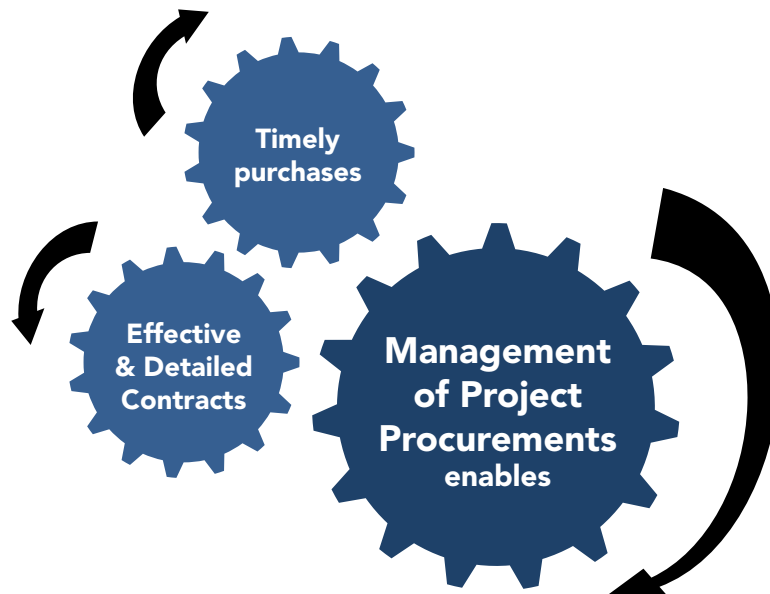 Timely
purchases
Effective
& Detailed
Contracts
Management
of Project
Procurements
enables